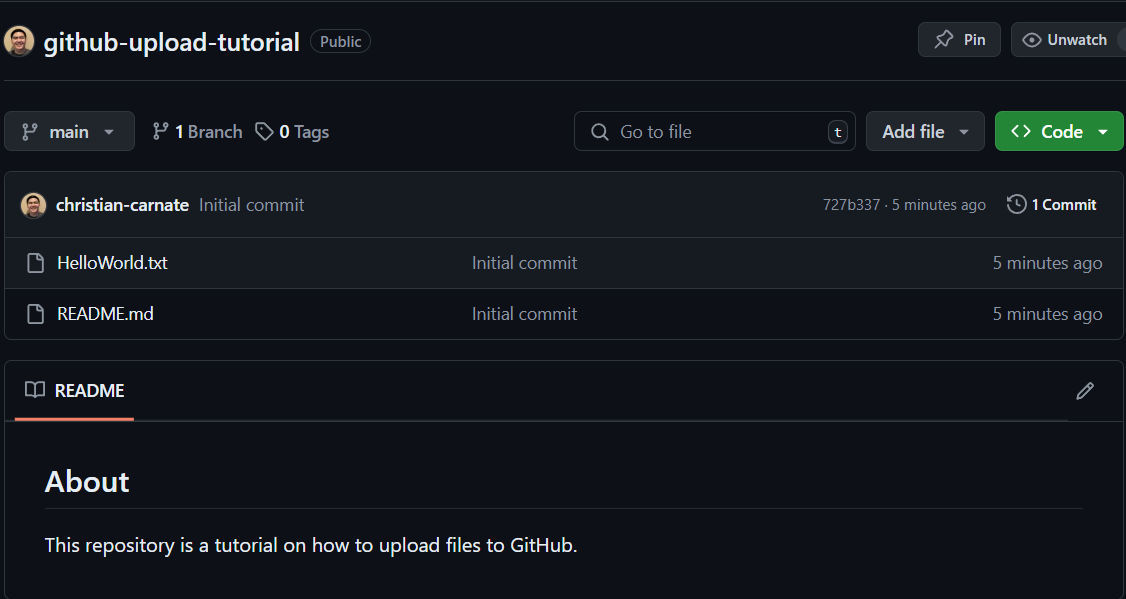 github-upload-tutorial Public Pin Unwatch
main 1 Branch 0 Tags Go to file t Add file Code
christian-carnate Initial commit 727b337 · 5 minutes ago 1 Commit
HelloWorld.txt Initial commit 5 minutes ago
README.md Initial commit 5 minutes ago
README
About
This repository is a tutorial on how to upload files to GitHub.